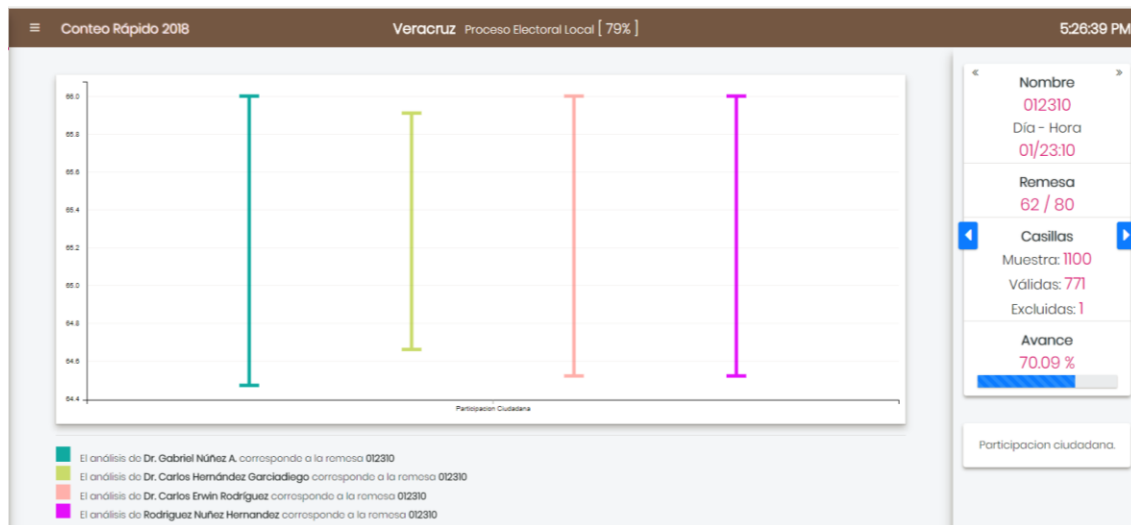 ≡ Conteo Rápido 2018 Veracruz Proceso Electoral Local [ 79% ] 5:26:39 PM
66.0
65.8
65.6
65.4
65.2
65.0
64.8
64.6
64.4
Participacion Ciudadana
El análisis de Dr. Gabriel Núñez A. corresponde a la remesa 012310
El análisis de Dr. Carlos Hernández Garciadiego corresponde a la remesa 012310
El análisis de Dr. Carlos Erwin Rodríguez corresponde a la remesa 012310
El análisis de Rodriguez Nuñez Hernandez corresponde a la remesa 012310
« »
Nombre
012310
Día - Hora
01/23:10
Remesa
62 / 80
Casillas
Muestra: 1100
Válidas: 771
Excluidas: 1
Avance
70.09 %
Participacion ciudadana.